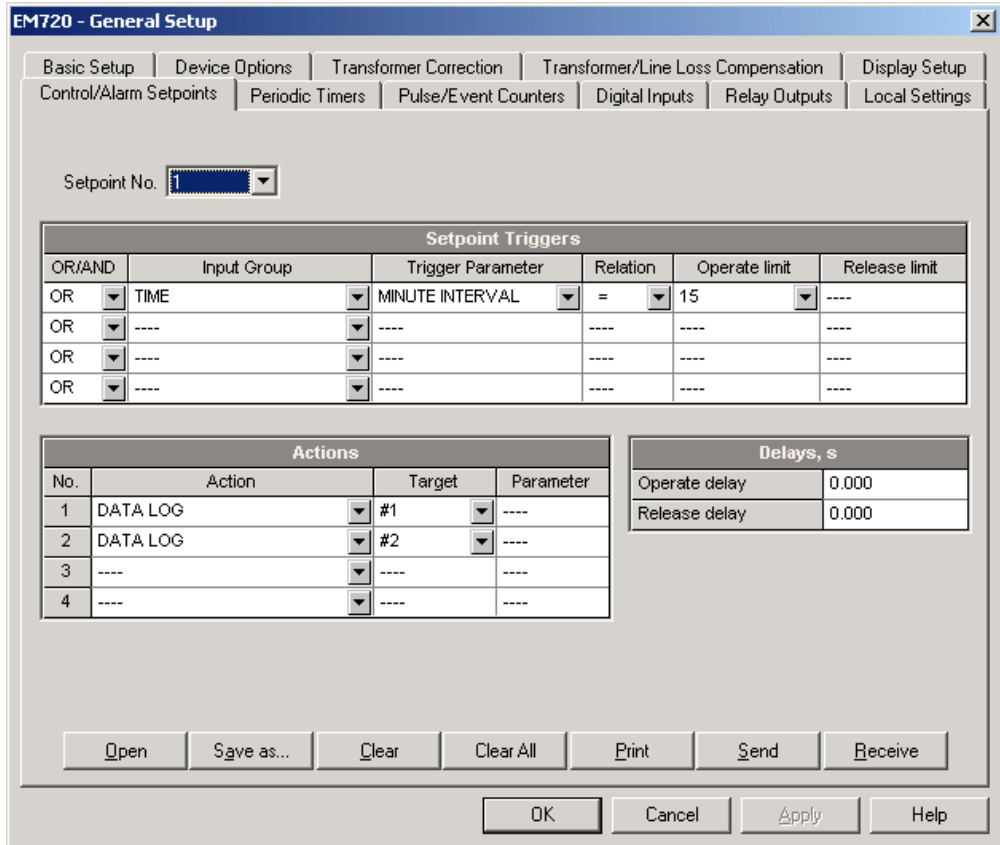 EM720 - General Setup
Basic Setup Device Options Transformer Correction Transformer/Line Loss Compensation Display Setup
Control/Alarm Setpoints Periodic Timers Pulse/Event Counters Digital Inputs Relay Outputs Local Settings
Setpoint No. 1
Setpoint Triggers
OR/AND Input Group Trigger Parameter Relation Operate limit Release limit
OR TIME MINUTE INTERVAL = 15 ----
OR ---- ---- ---- ---- ----
OR ---- ---- ---- ---- ----
OR ---- ---- ---- ---- ----
Actions
No. Action Target Parameter
1 DATA LOG #1 ----
2 DATA LOG #2 ----
3 ---- ---- ----
4 ---- ---- ----
Delays, s
Operate delay 0.000
Release delay 0.000
Open Save as... Clear Clear All Print Send Receive
OK Cancel Apply Help